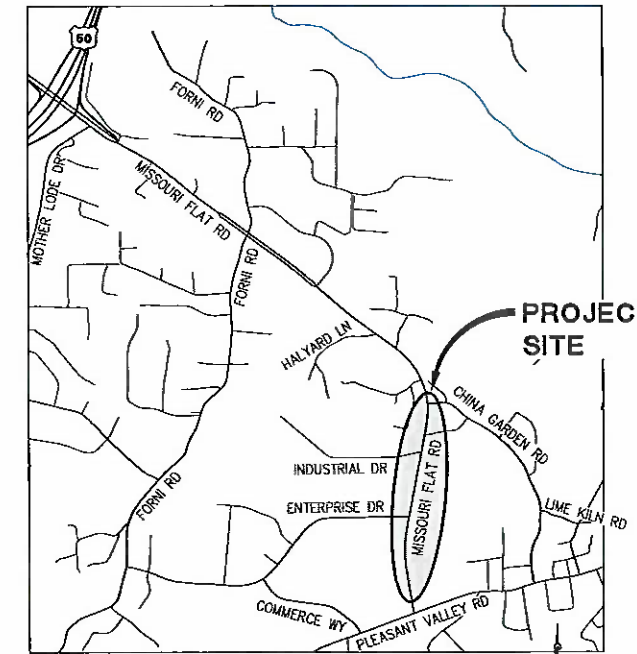 50
FORNI RD
MOTHER LODE DR
MISSOURI FLAT RD
FORNI RD
HALYARD LN
PROJEC
SITE
CHINA GARDEN RD
INDUSTRIAL DR
MISSOURI FLAT RD
ENTERPRISE DR
LIME KILN RD
FORNI RD
COMMERCE WY
PLEASANT VALLEY RD